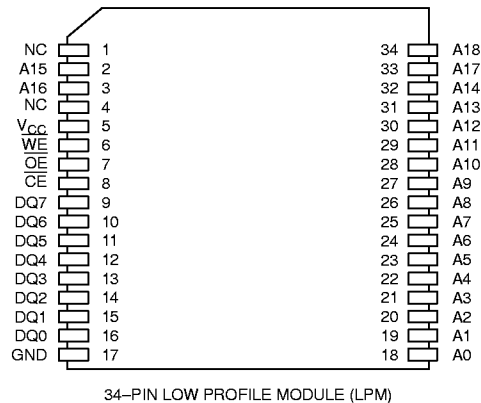 NC 1 34 A18
A15 2 33 A17
A16 3 32 A14
NC 4 31 A13
VCC 5 30 A12
WE 6 29 A11
OE 7 28 A10
CE 8 27 A9
DQ7 9 26 A8
DQ6 10 25 A7
DQ5 11 24 A6
DQ4 12 23 A5
DQ3 13 22 A4
DQ2 14 21 A3
DQ1 15 20 A2
DQ0 16 19 A1
GND 17 18 A0
34–PIN LOW PROFILE MODULE (LPM)